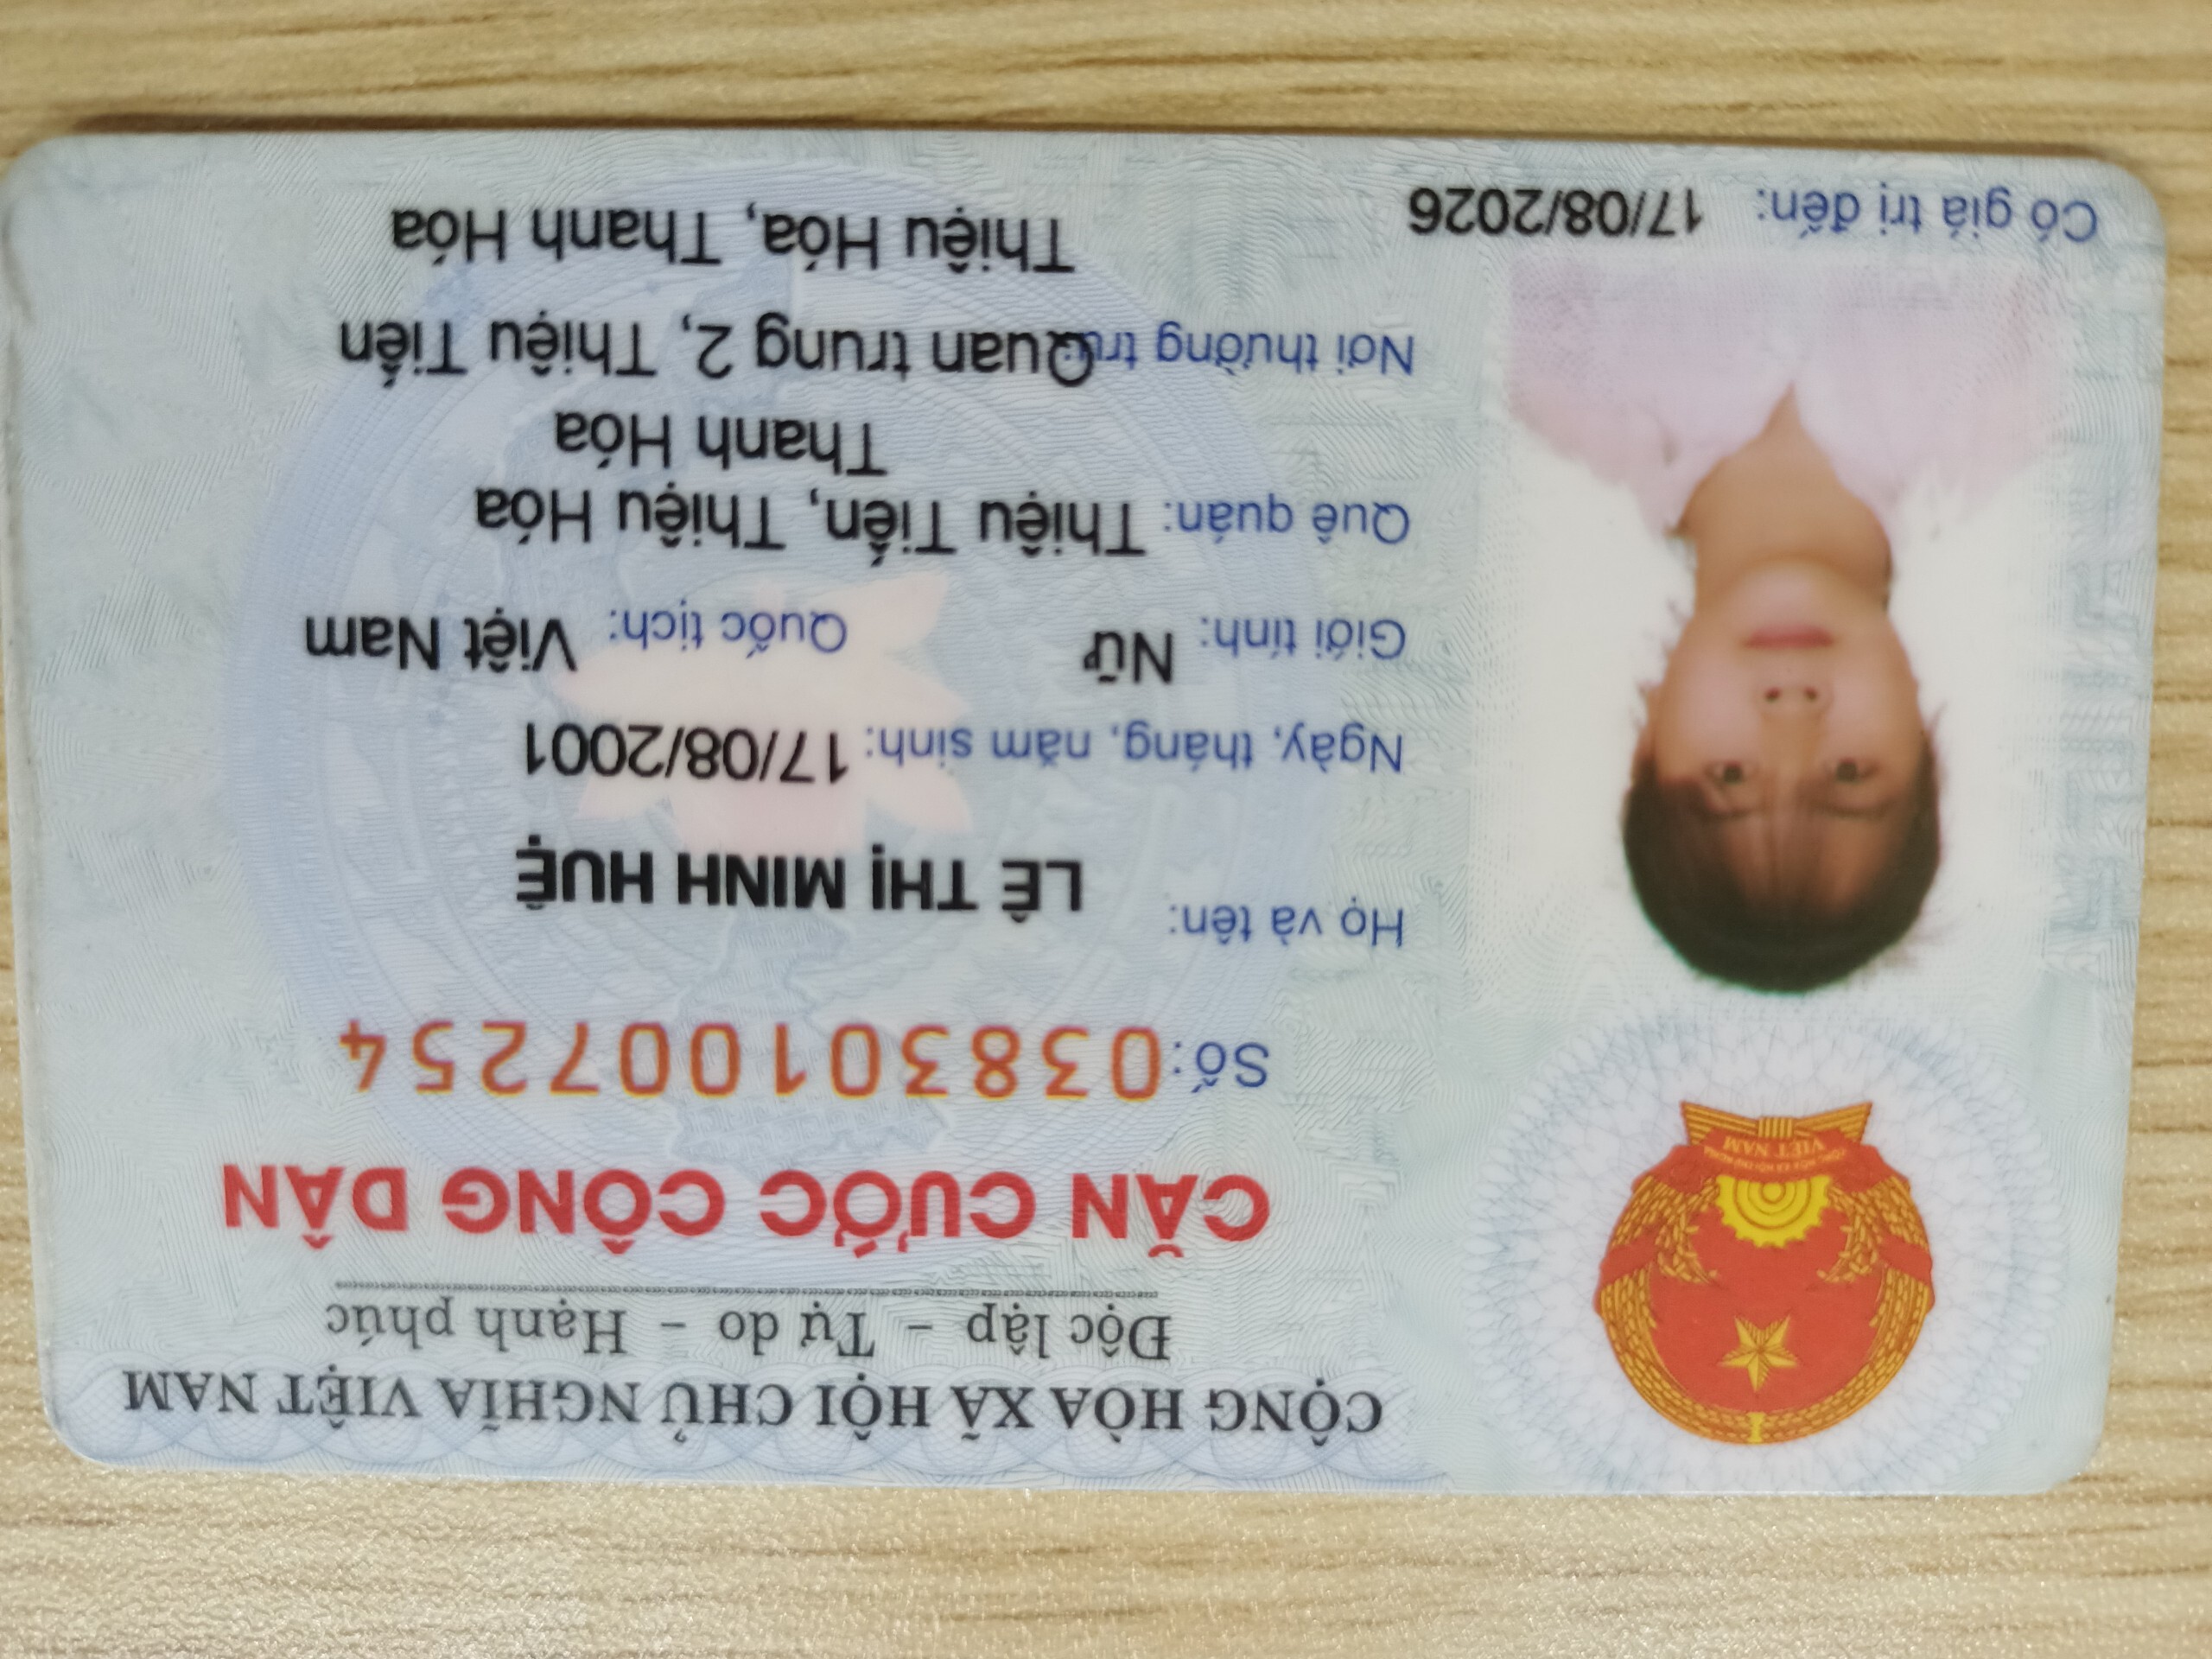 CỘNG HÒA XÃ HỘI CHỦ NGHĨA VIỆT NAM
Độc lập - Tự do - Hạnh phúc
CĂN CƯỚC CÔNG DÂN
Số: 038301007254
Họ và tên: LÊ THỊ MINH HUỆ
Ngày, tháng, năm sinh: 17/08/2001
Giới tính: Nữ Quốc tịch: Việt Nam
Quê quán: Thiệu Tiến, Thiệu Hóa
Thanh Hóa
Nơi thường trú: Quan trung 2, Thiệu Tiến
Thiệu Hóa, Thanh Hóa
Có giá trị đến: 17/08/2026
VIỆT NAM